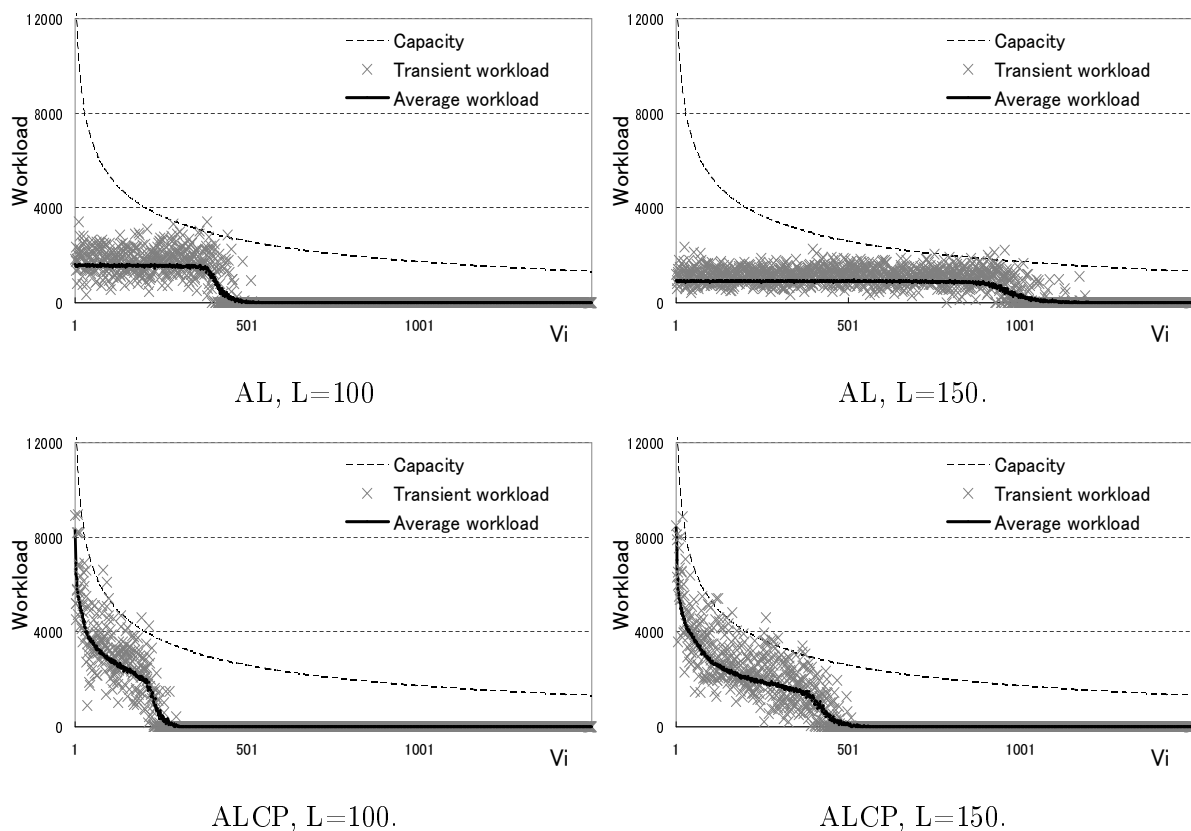 12000
8000
4000
0
Workload
Capacity
Transient workload
Average workload
1
501
1001
Vi
AL, L=100
12000
8000
4000
0
Workload
Capacity
Transient workload
Average workload
1
501
1001
Vi
AL, L=150.
12000
8000
4000
0
Workload
Capacity
Transient workload
Average workload
1
501
1001
Vi
ALCP, L=100.
12000
8000
4000
0
Workload
Capacity
Transient workload
Average workload
1
501
1001
Vi
ALCP, L=150.